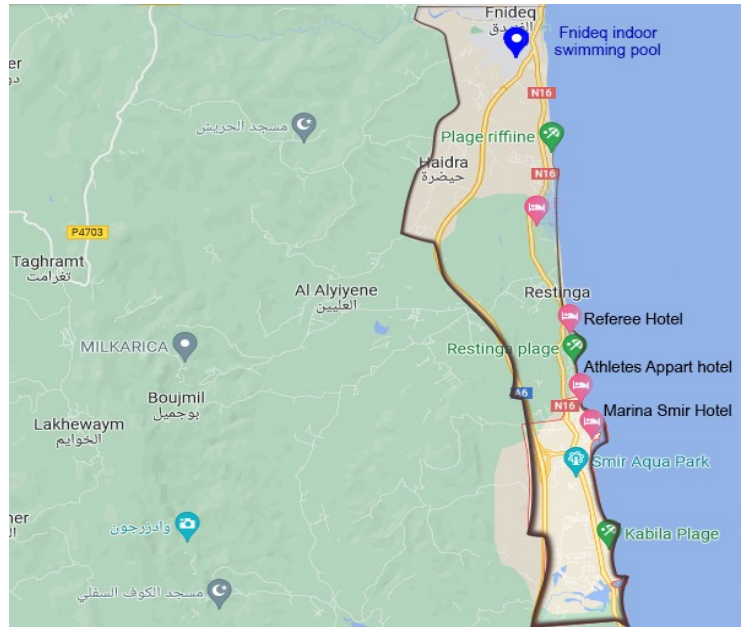 Fnideq
الفنيدق
Fnideq indoor
swimming pool
N16
مسجد الحريش
Plage riffiine
Haidra
حيضرة
N16
P4703
Taghramt
تغرامت
Al Alyiyene
العليين
Restinga
Referee Hotel
MILKARICA
Restinga plage
Athletes Appart hotel
Boujmil
بوجميل
A6
N16
Marina Smir Hotel
Lakhewaym
الخوايم
Smir Aqua Park
وادزرجون
Kabila Plage
مسجد الكوف السفلي